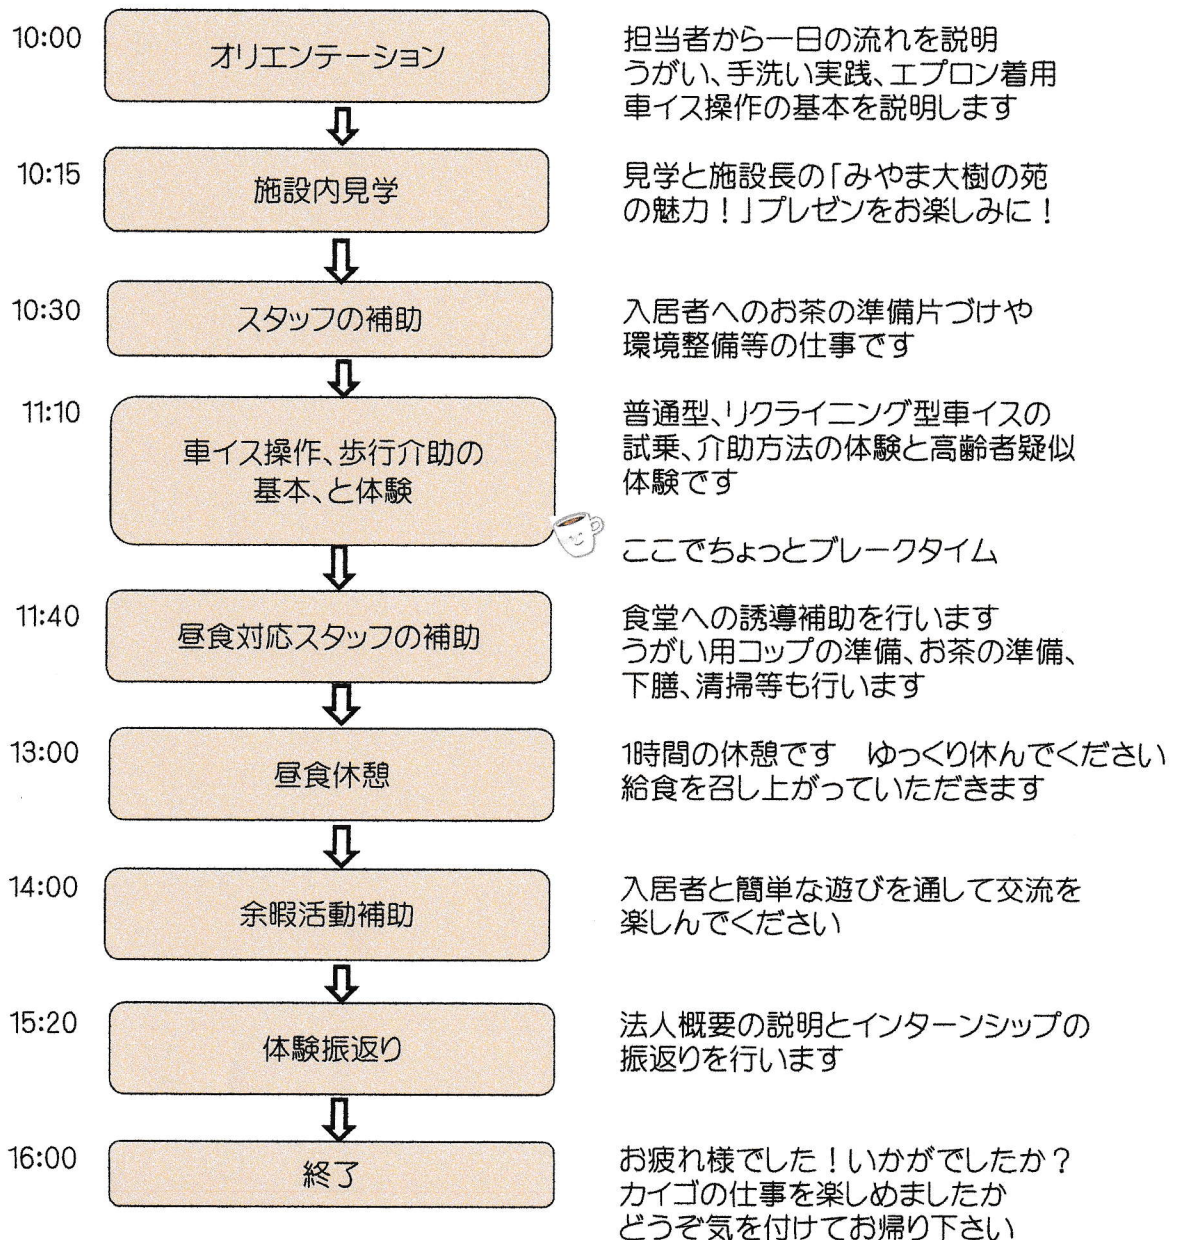 10:00
オリエンテーション
担当者から一日の流れを説明
うがい、手洗い実践、エプロン着用
車イス操作の基本を説明します
10:15
施設内見学
見学と施設長の「みやま大樹の苑
の魅力!」プレゼンをお楽しみに!
10:30
スタッフの補助
入居者へのお茶の準備片づけや
環境整備等の仕事です
11:10
車イス操作、歩行介助の
基本、と体験
普通型、リクライニング型車イスの
試乗、介助方法の体験と高齢者疑似
体験です
ここでちょっとブレークタイム
11:40
昼食対応スタッフの補助
食堂への誘導補助を行います
うがい用コップの準備、お茶の準備、
下膳、清掃等も行います
13:00
昼食休憩
1時間の休憩です ゆっくり休んでください
給食を召し上がっていただきます
14:00
余暇活動補助
入居者と簡単な遊びを通して交流を
楽しんでください
15:20
体験振返り
法人概要の説明とインターンシップの
振返りを行います
16:00
終了
お疲れ様でした!いかがでしたか?
カイゴの仕事を楽しめましたか
どうぞ気を付けてお帰り下さい